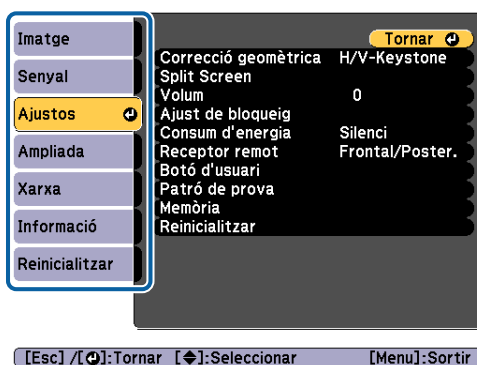 Imatge
Senyal
Ajustos
Ampliada
Xarxa
Informació
Reinicialitzar
Tornar
Correcció geomètrica H/V-Keystone
Split Screen
Volum 0
Ajust de bloqueig
Consum d'energia Silenci
Receptor remot Frontal/Poster.
Botó d'usuari
Patró de prova
Memòria
Reinicialitzar
[Esc] /[⏎]:Tornar [◆]:Seleccionar [Menu]:Sortir